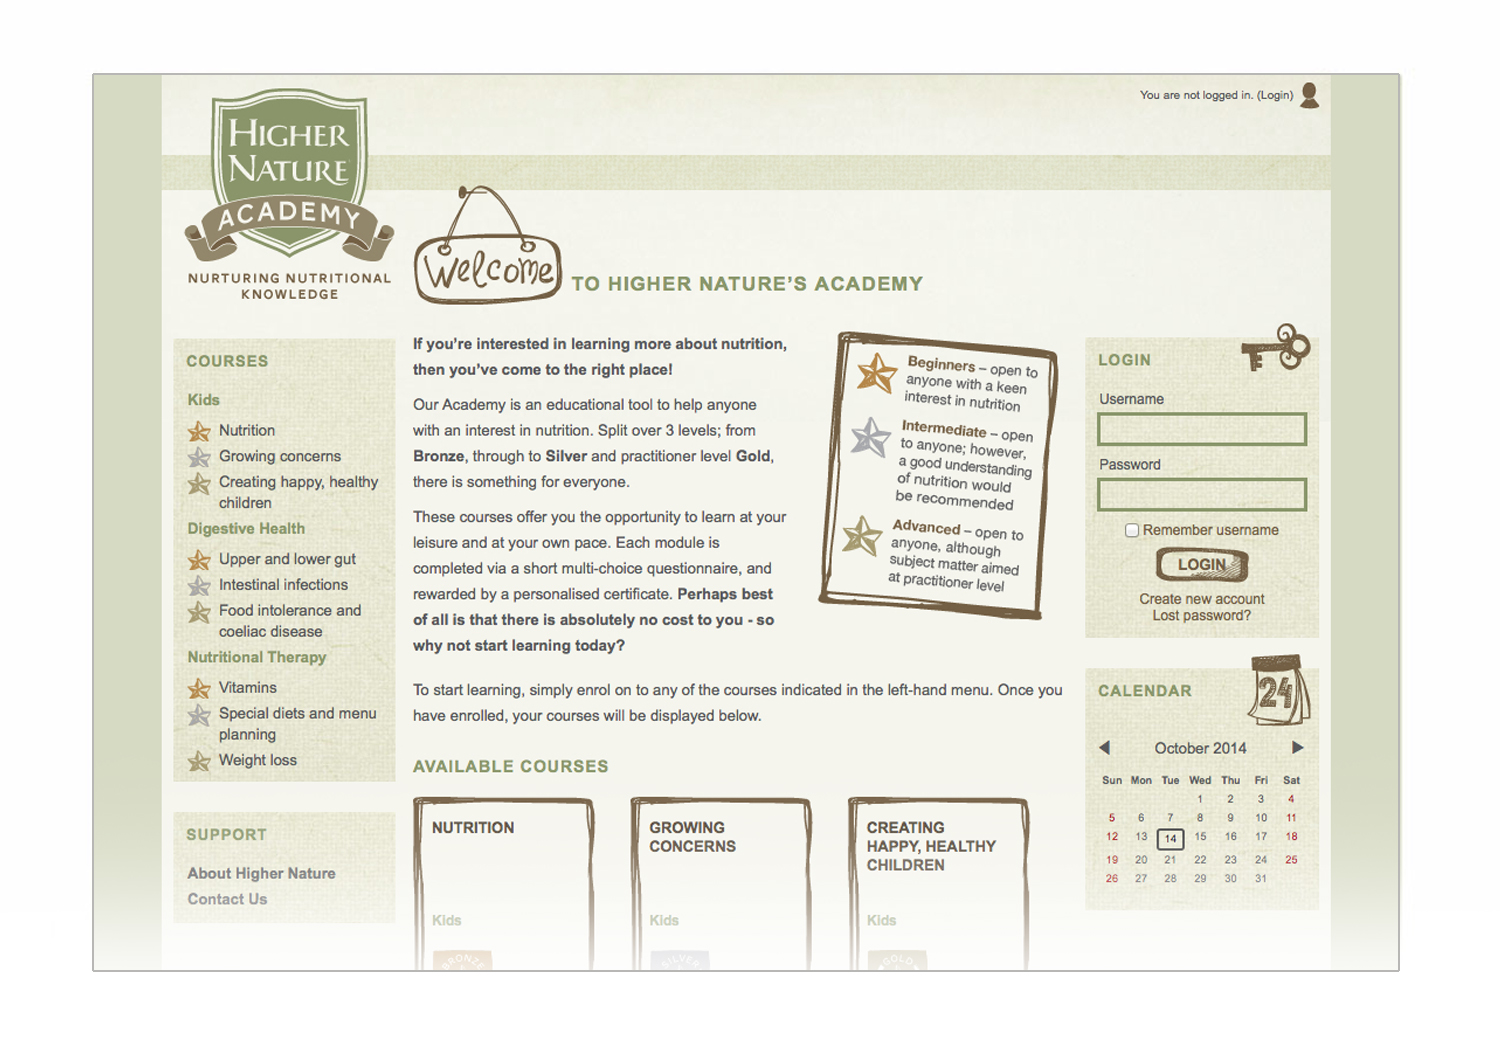 You are not logged in. (Login)
HIGHER
NATURE
ACADEMY
NURTURING NUTRITIONAL
KNOWLEDGE
Welcome
TO HIGHER NATURE'S ACADEMY
COURSES
Kids
Nutrition
Growing concerns
Creating happy, healthy
children
Digestive Health
Upper and lower gut
Intestinal infections
Food intolerance and
coeliac disease
Nutritional Therapy
Vitamins
Special diets and menu
planning
Weight loss
SUPPORT
About Higher Nature
Contact Us
If you're interested in learning more about nutrition,
then you've come to the right place!
Our Academy is an educational tool to help anyone
with an interest in nutrition. Split over 3 levels; from
Bronze, through to Silver and practitioner level Gold,
there is something for everyone.
These courses offer you the opportunity to learn at your
leisure and at your own pace. Each module is
completed via a short multi-choice questionnaire, and
rewarded by a personalised certificate. Perhaps best
of all is that there is absolutely no cost to you - so
why not start learning today?
Beginners – open to
anyone with a keen
interest in nutrition
Intermediate – open
to anyone; however,
a good understanding
of nutrition would
be recommended
Advanced – open to
anyone, although
subject matter aimed
at practitioner level
To start learning, simply enrol on to any of the courses indicated in the left-hand menu. Once you
have enrolled, your courses will be displayed below.
AVAILABLE COURSES
NUTRITION
Kids
BRONZE
GROWING
CONCERNS
Kids
SILVER
CREATING
HAPPY, HEALTHY
CHILDREN
Kids
GOLD
LOGIN
Username
Password
Remember username
LOGIN
Create new account
Lost password?
CALENDAR
24
October 2014
Sun Mon Tue Wed Thu Fri Sat
1 2 3 4
5 6 7 8 9 10 11
12 13 14 15 16 17 18
19 20 21 22 23 24 25
26 27 28 29 30 31